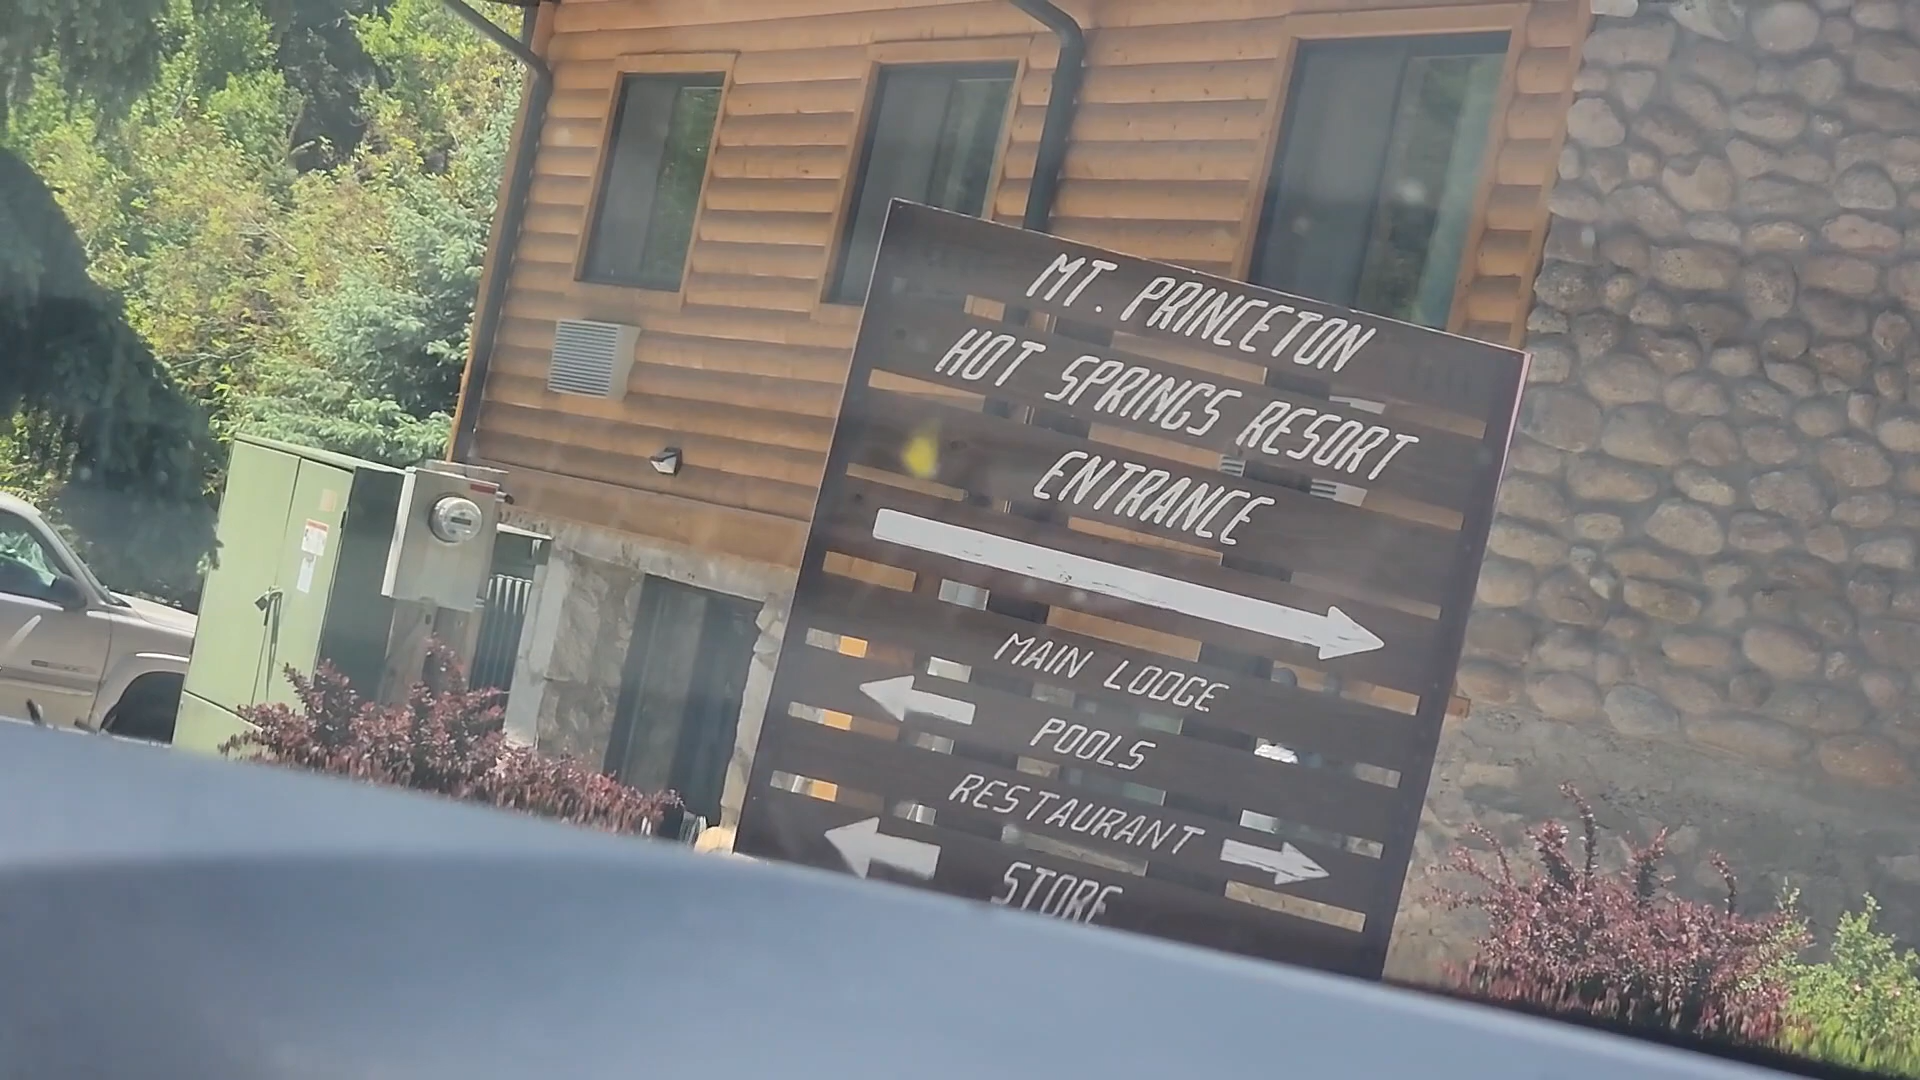 MT. PRINCETON
HOT SPRINGS RESORT
ENTRANCE
MAIN LODGE
POOLS
RESTAURANT
STORE